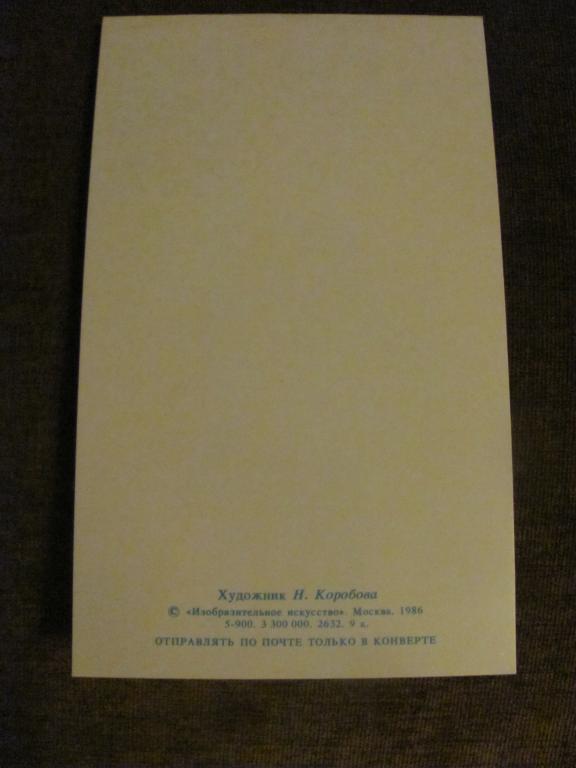 Художник Н. Коробова
© «Изобразительное искусство». Москва. 1986
5-900. 3 300 000. 2632. 9 к.
ОТПРАВЛЯТЬ ПО ПОЧТЕ ТОЛЬКО В КОНВЕРТЕ